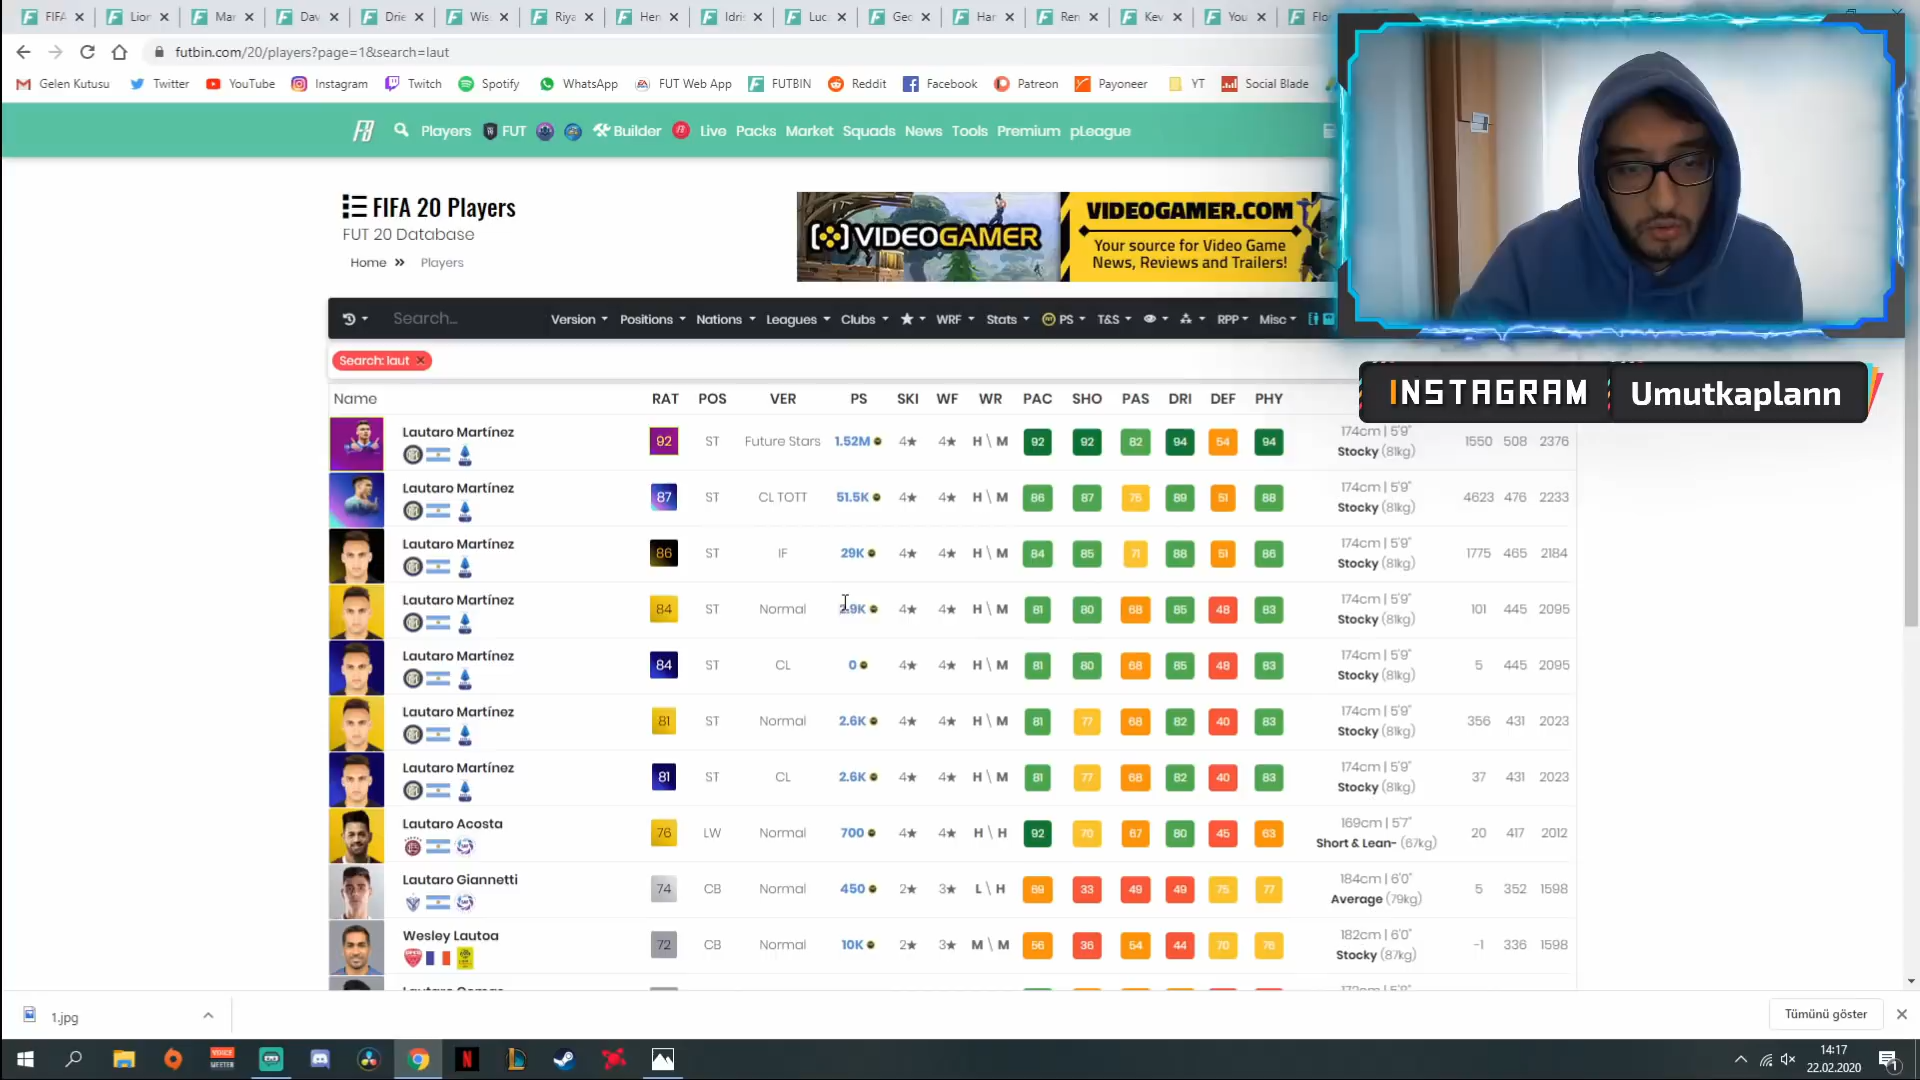 FIFA
Lion
Mar
Dav
Drie
Wis
Riya
Hen
Idris
Luc
Geo
Har
Ren
Kev
You
futbin.com/20/players?page=1&search=laut
Gelen Kutusu
Twitter
YouTube
Instagram
Twitch
Spotify
WhatsApp
FUT Web App
FUTBIN
Reddit
Facebook
Patreon
Payoneer
YT
Social Blade
Players FUT Builder Live Packs Market Squads News Tools Premium pLeague
FIFA 20 Players
FUT 20 Database
Home » Players
VIDEOGAMER
VIDEOGAMER.COM
Your source for Video Game
News, Reviews and Trailers!
Search...
Version Positions Nations Leagues Clubs WRF Stats PS T&S RPP Misc
Search: laut ×
INSTAGRAM Umutkaplann
Name RAT POS VER PS SKI WF WR PAC SHO PAS DRI DEF PHY
Lautaro Martínez 92 ST Future Stars 1.52M 4★ 4★ H \ M 92 92 82 94 54 94 174cm | 5'9" 1550 508 2376
Stocky (81kg)
Lautaro Martínez 87 ST CL TOTT 51.5K 4★ 4★ H \ M 86 87 75 89 51 88 174cm | 5'9" 4623 476 2233
Stocky (81kg)
Lautaro Martínez 86 ST IF 29K 4★ 4★ H \ M 84 85 71 88 51 86 174cm | 5'9" 1775 465 2184
Stocky (81kg)
Lautaro Martínez 84 ST Normal 4★ 4★ H \ M 81 80 68 85 48 83 174cm | 5'9" 101 445 2095
Stocky (81kg)
Lautaro Martínez 84 ST CL 0 4★ 4★ H \ M 81 80 68 85 48 83 174cm | 5'9" 5 445 2095
Stocky (81kg)
Lautaro Martínez 81 ST Normal 2.6K 4★ 4★ H \ M 81 77 68 82 40 83 174cm | 5'9" 356 431 2023
Stocky (81kg)
Lautaro Martínez 81 ST CL 2.6K 4★ 4★ H \ M 81 77 68 82 40 83 174cm | 5'9" 37 431 2023
Stocky (81kg)
Lautaro Acosta 76 LW Normal 700 4★ 4★ H \ H 92 70 67 80 45 63 169cm | 5'7" 20 417 2012
Short & Lean- (67kg)
Lautaro Giannetti 74 CB Normal 450 2★ 3★ L \ H 69 33 49 49 75 77 184cm | 6'0" 5 352 1598
Average (79kg)
Wesley Lautoa 72 CB Normal 10K 2★ 3★ M \ M 56 36 54 44 70 76 182cm | 6'0" -1 336 1598
Stocky (87kg)
1.jpg
Tümünü göster
14:17
22.02.2020